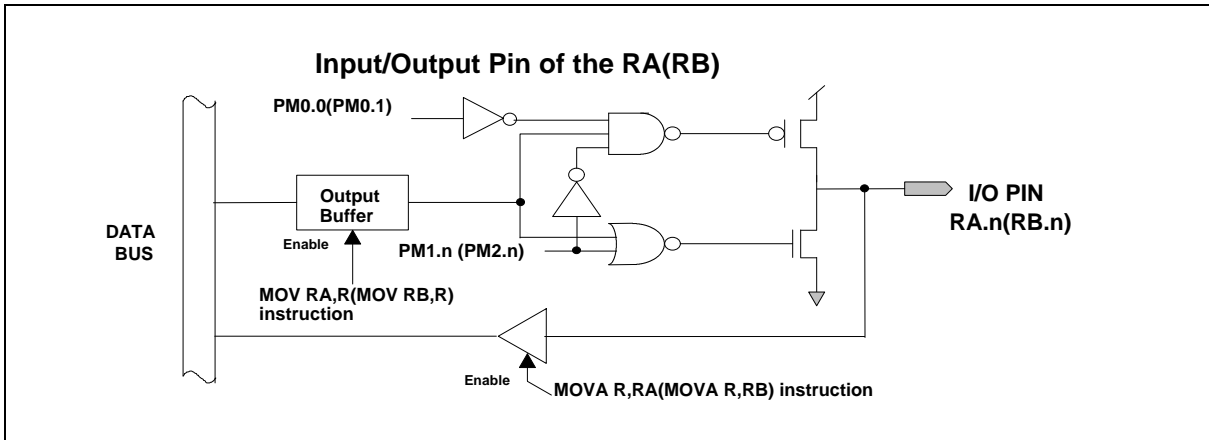 Input/Output Pin of the RA(RB)
PM0.0(PM0.1)
Output
Buffer
DATA
BUS
Enable
PM1.n (PM2.n)
I/O PIN
RA.n(RB.n)
MOV RA,R(MOV RB,R)
instruction
Enable
MOVA R,RA(MOVA R,RB) instruction